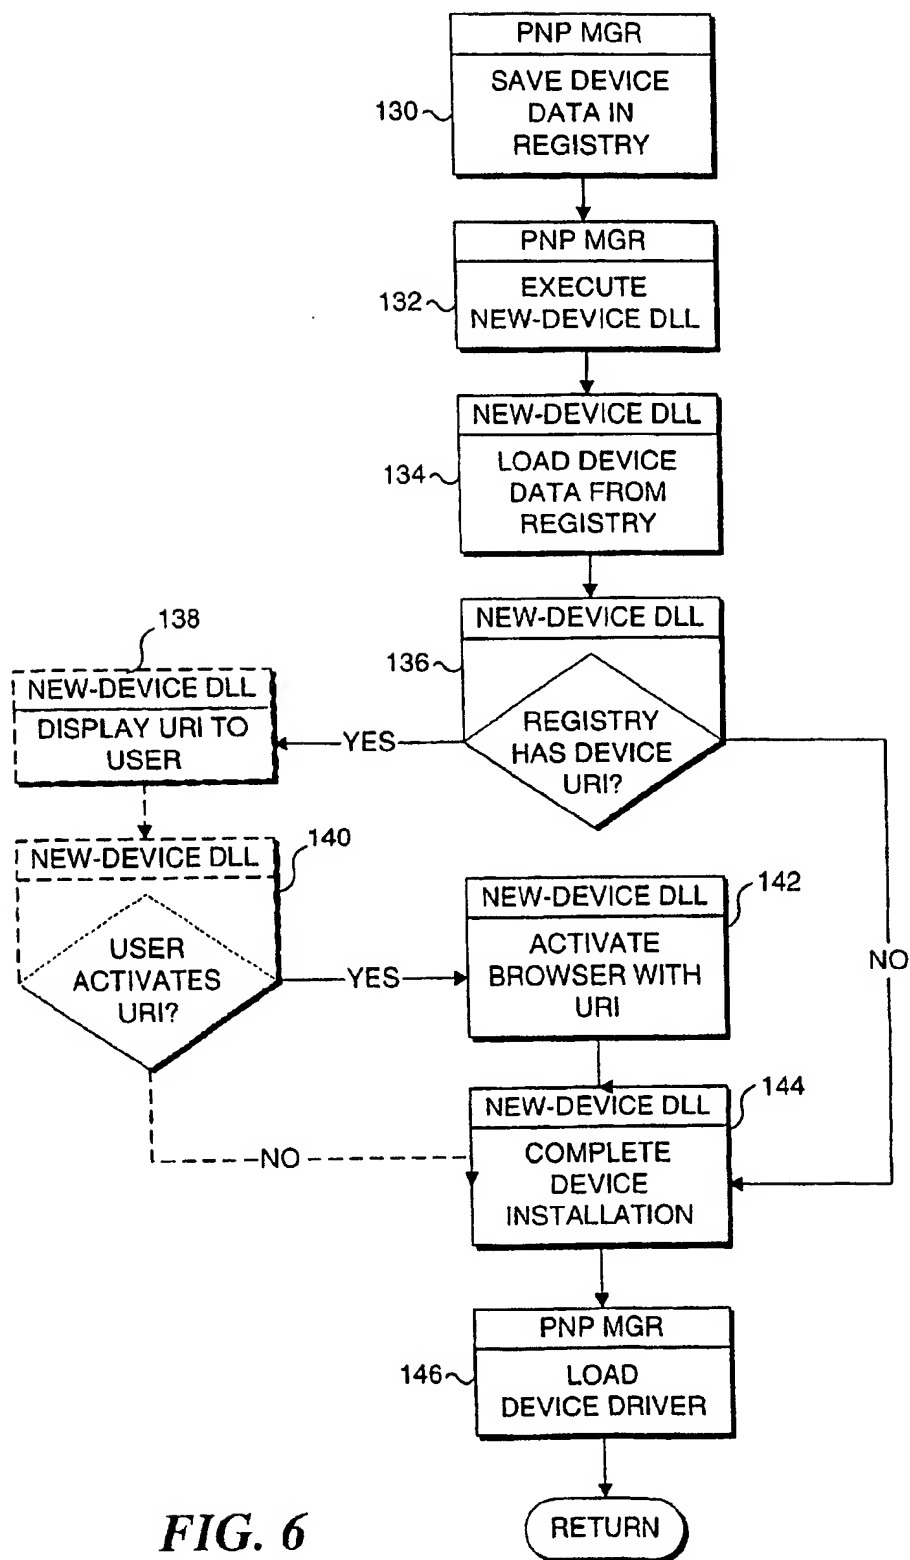 PNP MGR
SAVE DEVICE
DATA IN
REGISTRY
130
PNP MGR
EXECUTE
NEW-DEVICE DLL
132
NEW-DEVICE DLL
LOAD DEVICE
DATA FROM
REGISTRY
134
NEW-DEVICE DLL
136
REGISTRY
HAS DEVICE
URI?
YES
NO
138
NEW-DEVICE DLL
DISPLAY URI TO
USER
140
NEW-DEVICE DLL
USER
ACTIVATES
URI?
YES
NO
142
NEW-DEVICE DLL
ACTIVATE
BROWSER WITH
URI
144
NEW-DEVICE DLL
COMPLETE
DEVICE
INSTALLATION
PNP MGR
146
LOAD
DEVICE DRIVER
RETURN
FIG. 6